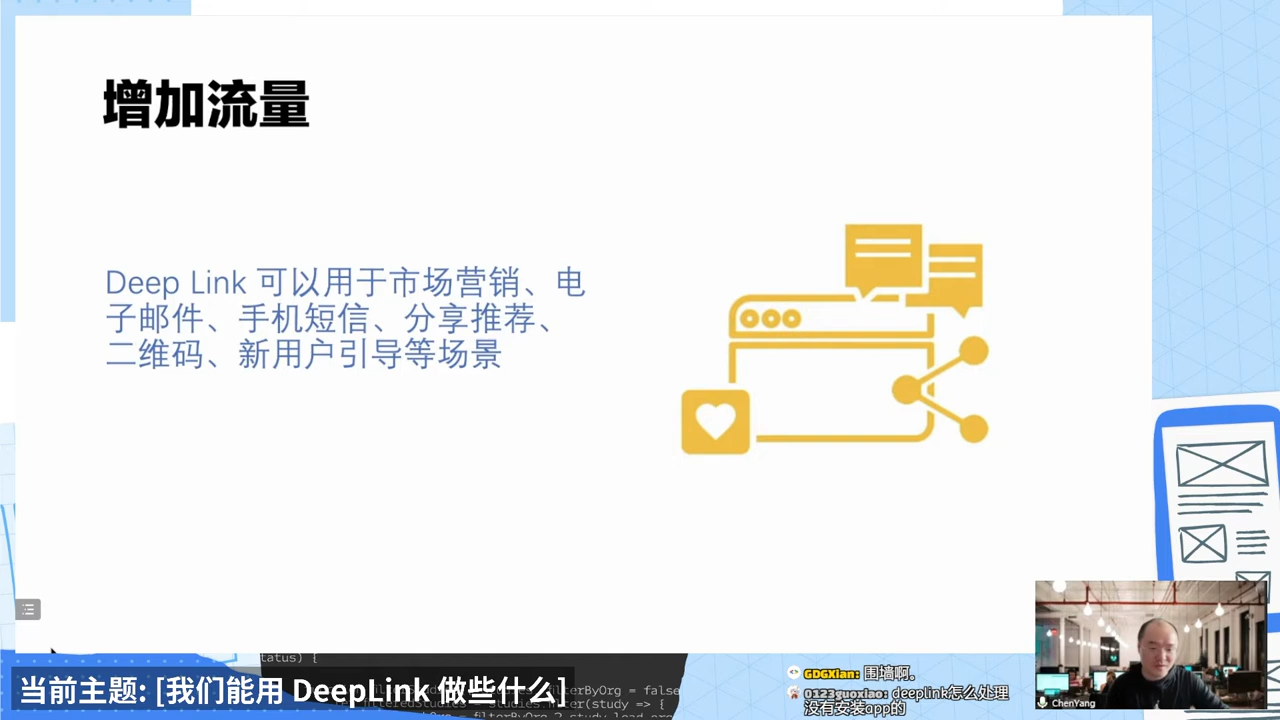 增加流量
Deep Link 可以用于市场营销、电
子邮件、手机短信、分享推荐、
二维码、新用户引导等场景
tatus) {
当前主题: [我们能用 DeepLink 做些什么]
filterByOrg = false
(study => {
GDGXian: 围墙啊。
0123guoxiao: deeplink怎么处理
没有安装app的
ChenYang